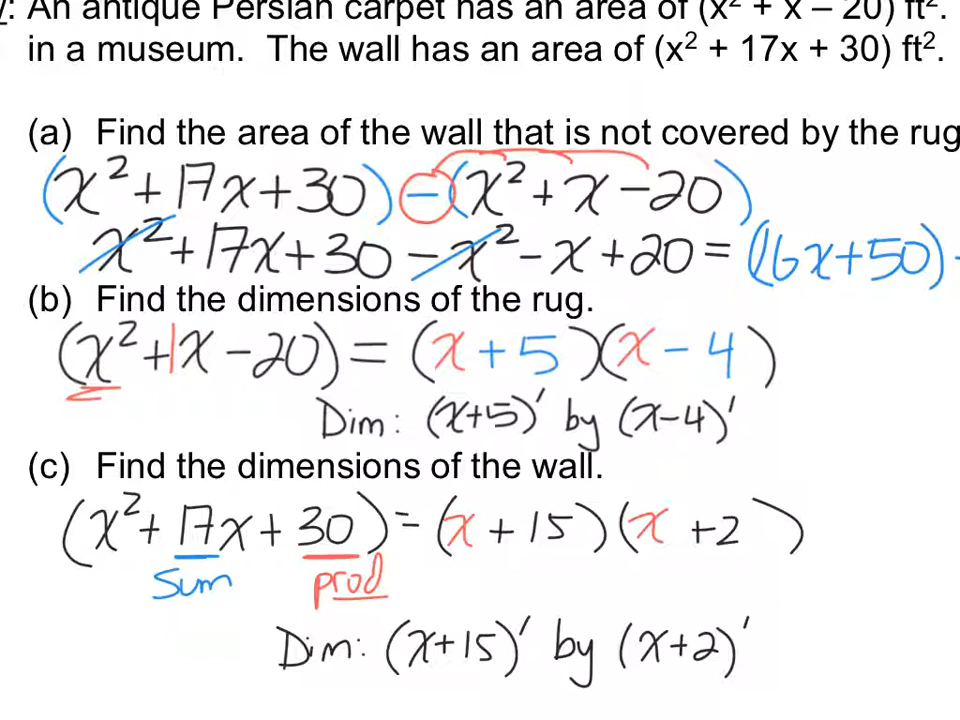 : An antique Persian carpet has an area of (x² + x – 20) ft².
in a museum. The wall has an area of (x² + 17x + 30) ft².
(a) Find the area of the wall that is not covered by the rug
(x²+17x+30)−(x²+x−20)
x²+17x+30−x²−x+20=(16x+50)
(b) Find the dimensions of the rug.
(x²+1x−20)=(x+5)(x−4)
Dim: (x+5)' by (x−4)'
(c) Find the dimensions of the wall.
(x²+17x+30)=(x+15)(x+2)
Sum prod
Dim: (x+15)' by (x+2)'